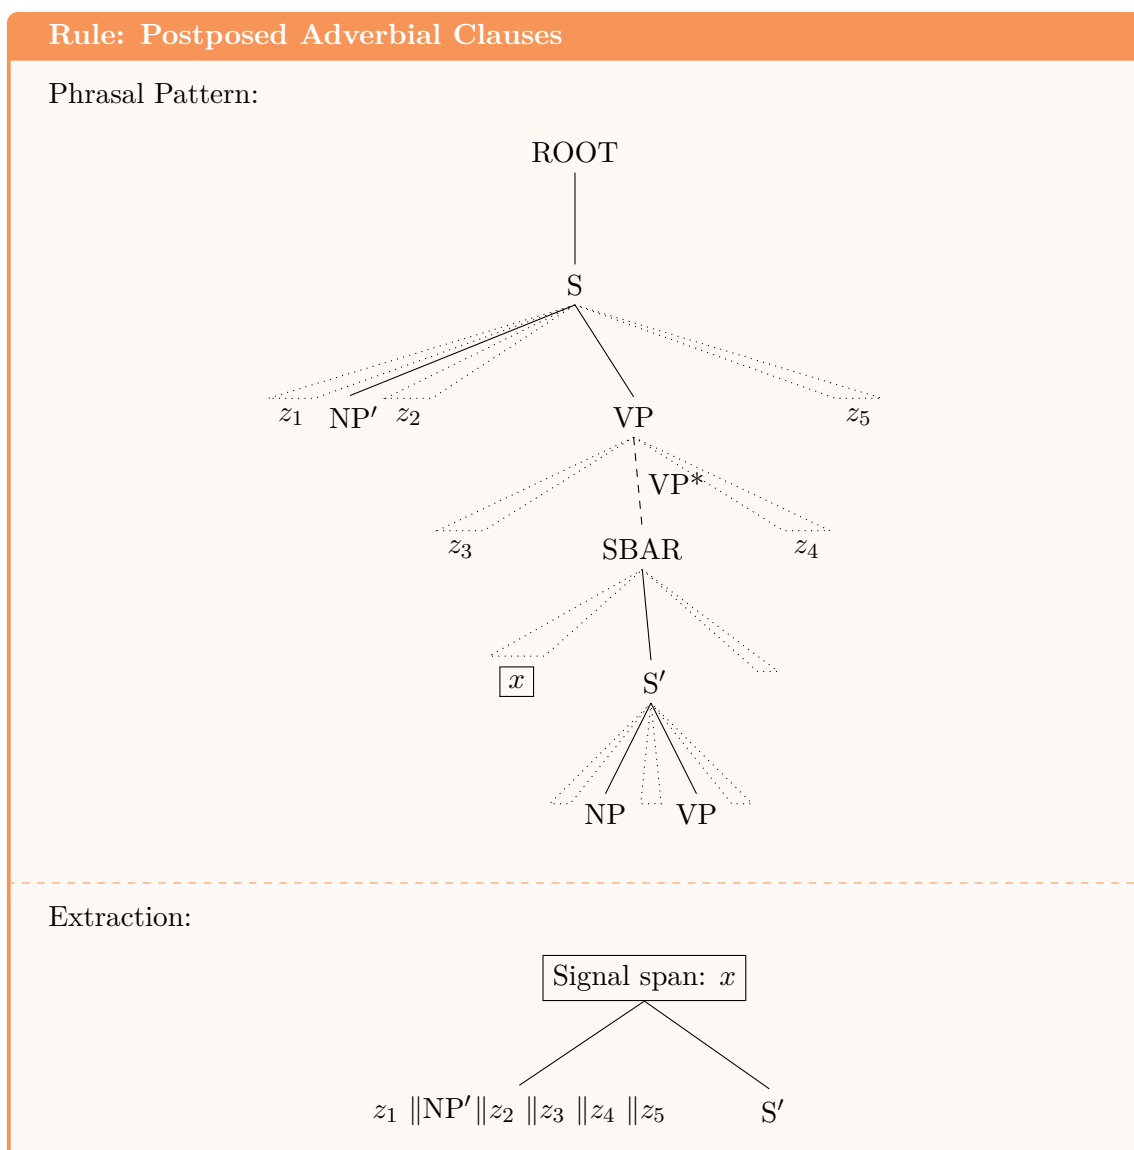 Rule: Postposed Adverbial Clauses
Phrasal Pattern:
ROOT
S
z₁ NP′ z₂ VP z₅
VP*
z₃ SBAR z₄
x S′
NP VP
Extraction:
Signal span: x
z₁ ∥NP′∥z₂ ∥z₃ ∥z₄ ∥z₅ S′